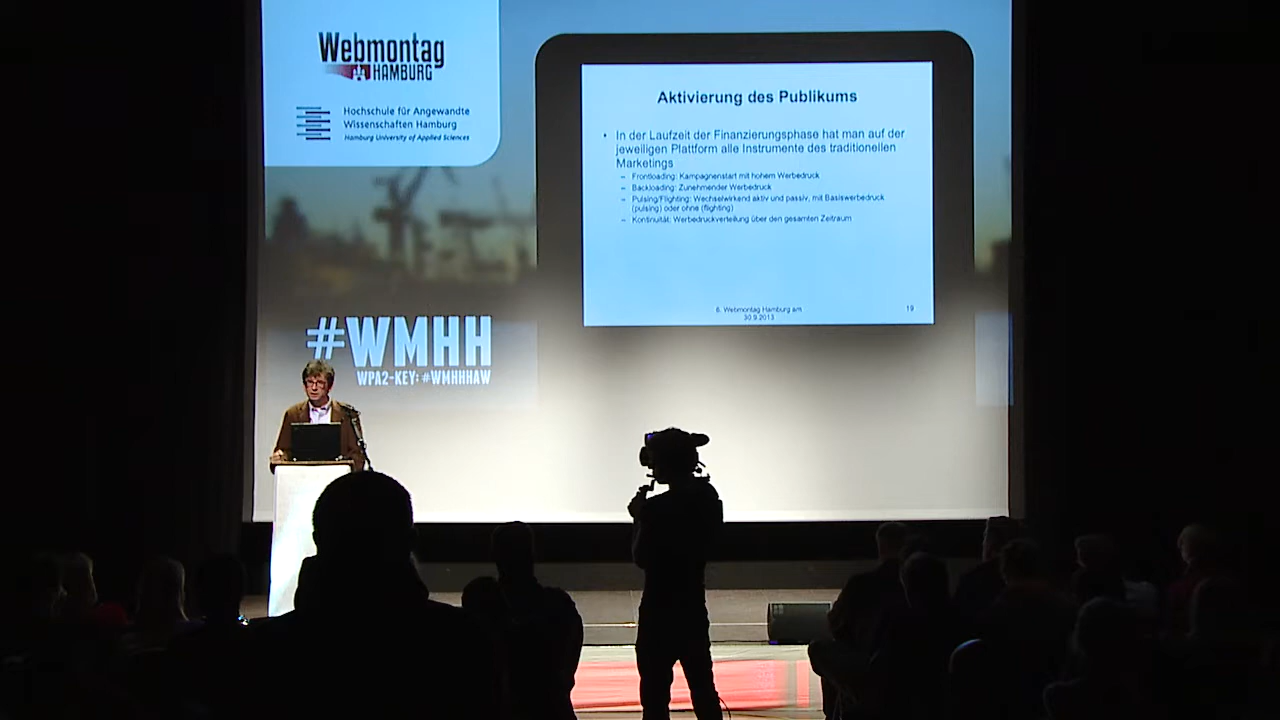 Webmontag
HAMBURG
Hochschule für Angewandte
Wissenschaften Hamburg
Hamburg University of Applied Sciences
#WMHH
WPA2-KEY: #WMHHHAW
Aktivierung des Publikums
• In der Laufzeit der Finanzierungsphase hat man auf der
jeweiligen Plattform alle Instrumente des traditionellen
Marketings
– Frontloading: Kampagnenstart mit hohem Werbedruck
– Backloading: Zunehmender Werbedruck
– Pulsing/Flighting: Wechselwirkend aktiv und passiv, mit Basiswerbedruck
(pulsing) oder ohne (flighting)
– Kontinuität: Werbedruckverteilung über den gesamten Zeitraum
6. Webmontag Hamburg am
30.9.2013
19